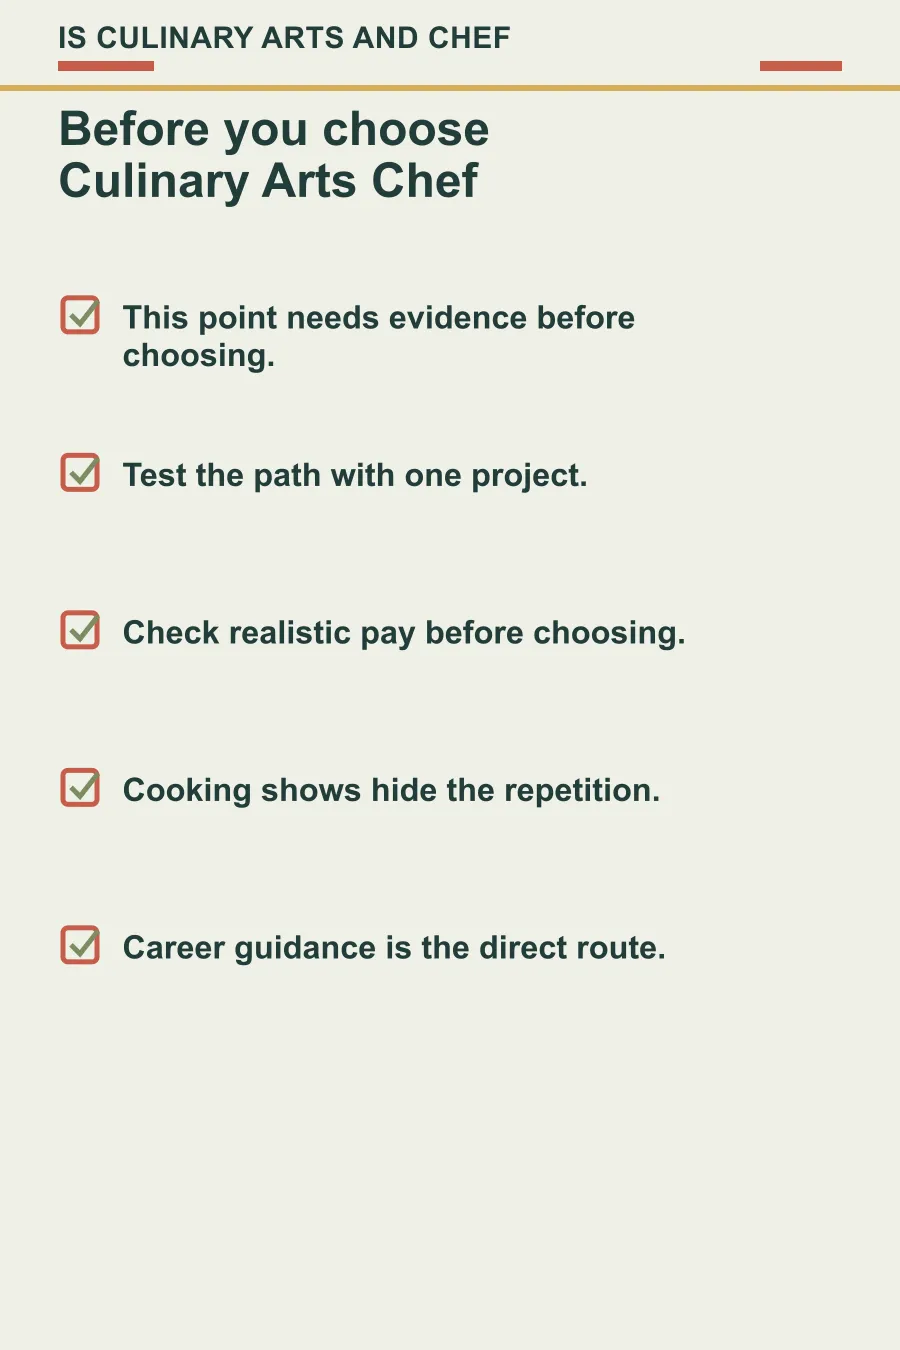 IS CULINARY ARTS AND CHEF
Before you choose
Culinary Arts Chef
This point needs evidence before
choosing.
Test the path with one project.
Check realistic pay before choosing.
Cooking shows hide the repetition.
Career guidance is the direct route.